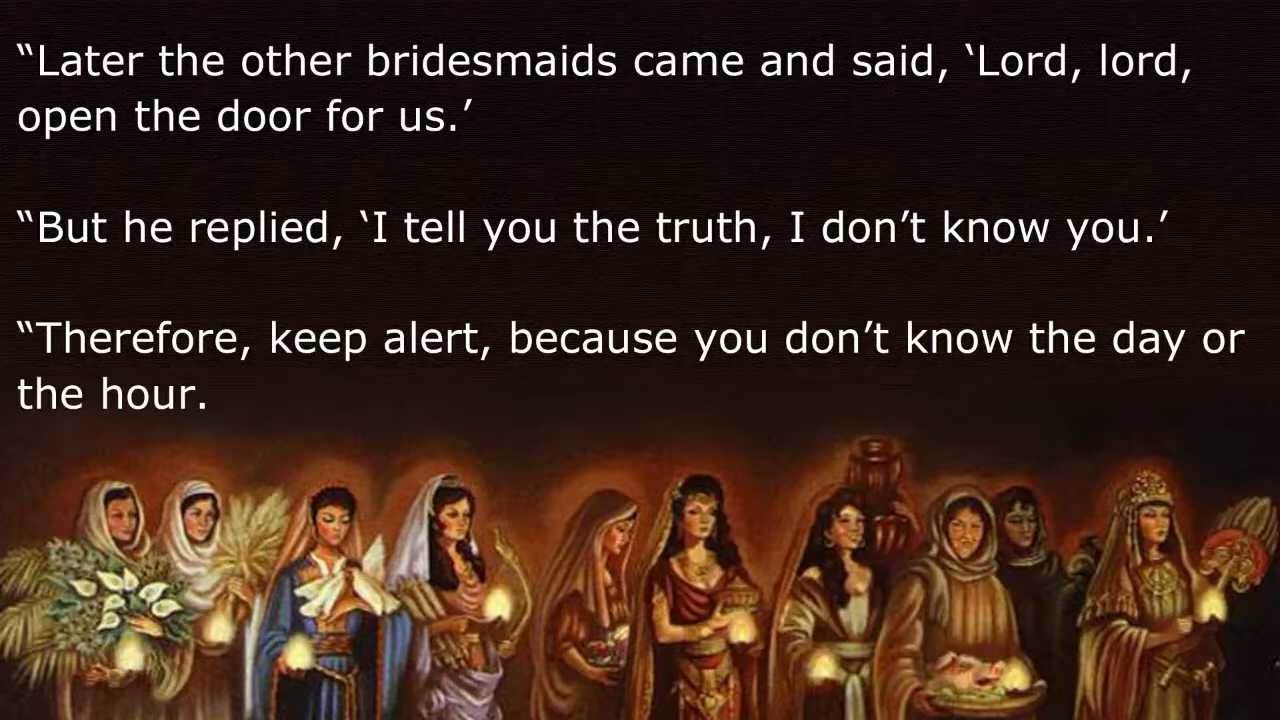 “Later the other bridesmaids came and said, ‘Lord, lord,
open the door for us.’
“But he replied, ‘I tell you the truth, I don’t know you.’
“Therefore, keep alert, because you don’t know the day or
the hour.